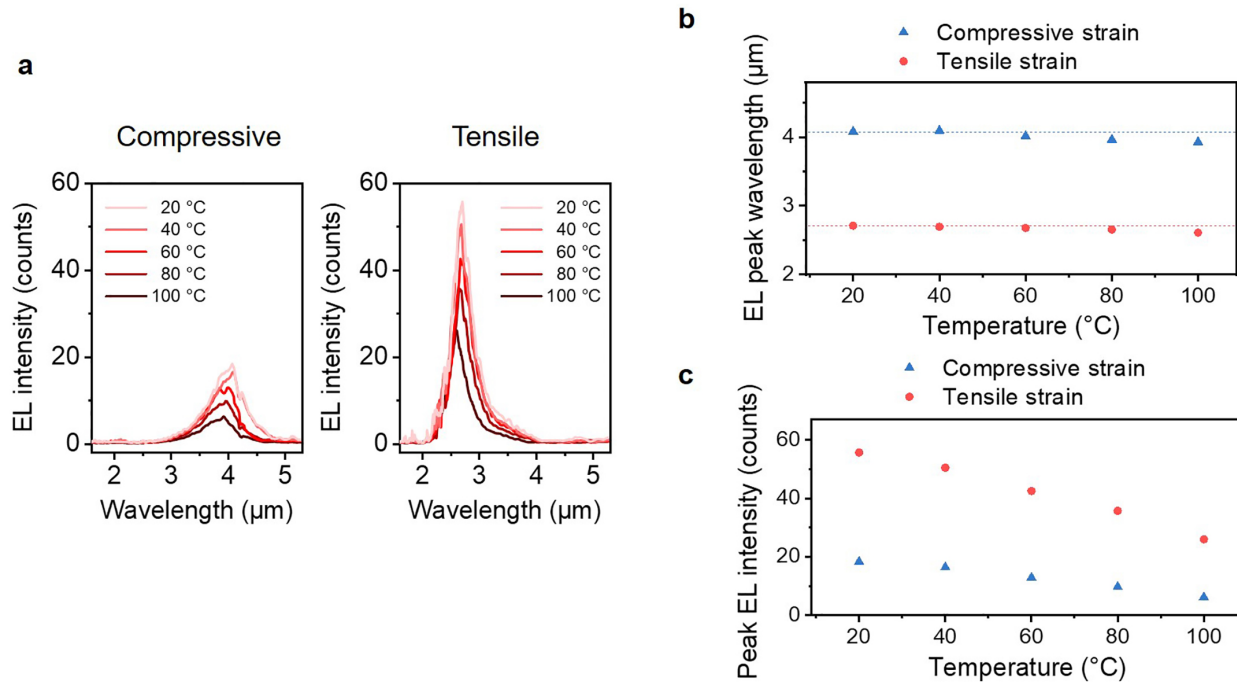 a
Compressive
EL intensity (counts)
60
40
20
0
20 °C
40 °C
60 °C
80 °C
100 °C
2 3 4 5
Wavelength (µm)
Tensile
EL intensity (counts)
60
40
20
0
20 °C
40 °C
60 °C
80 °C
100 °C
2 3 4 5
Wavelength (µm)
b
Compressive strain
Tensile strain
EL peak wavelength (µm)
4
3
2
20 40 60 80 100
Temperature (°C)
c
Compressive strain
Tensile strain
Peak EL intensity (counts)
60
40
20
0
20 40 60 80 100
Temperature (°C)